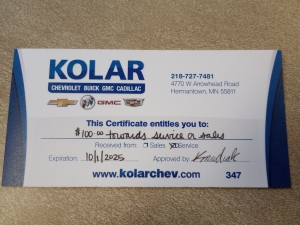 KOLAR
CHEVROLET BUICK GMC CADILLAC
GMC
218-727-7481
4770 W Arrowhead Road
Hermantown, MN 55811
This Certificate entitles you to:
$100.00 towards service or sales
Received from: Sales Service
Expiration: 10/1/2025 Approved by:
www.kolarchev.com 347